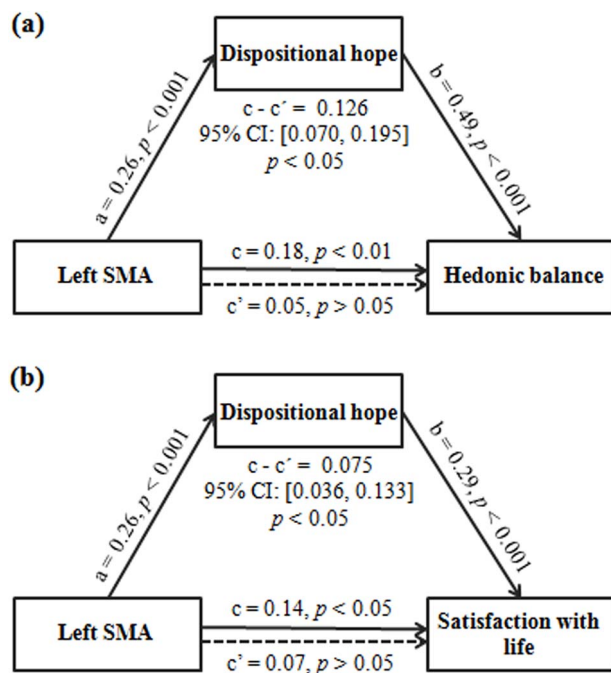 (a)
Dispositional hope
a = 0.26, p < 0.001
c - c´ = 0.126
95% CI: [0.070, 0.195]
p < 0.05
b = 0.49, p < 0.001
Left SMA
c = 0.18, p < 0.01
c’ = 0.05, p > 0.05
Hedonic balance
(b)
Dispositional hope
a = 0.26, p < 0.001
c - c´ = 0.075
95% CI: [0.036, 0.133]
p < 0.05
b = 0.29, p < 0.001
Left SMA
c = 0.14, p < 0.05
c’ = 0.07, p > 0.05
Satisfaction with
life